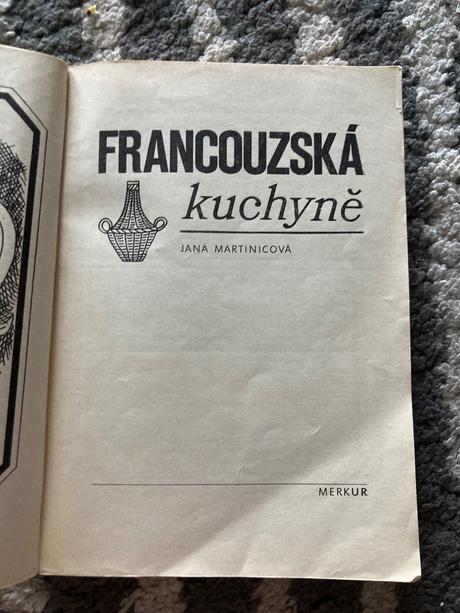 FRANCOUZSKÁ
kuchyně
JANA MARTINICOVÁ
MERKUR